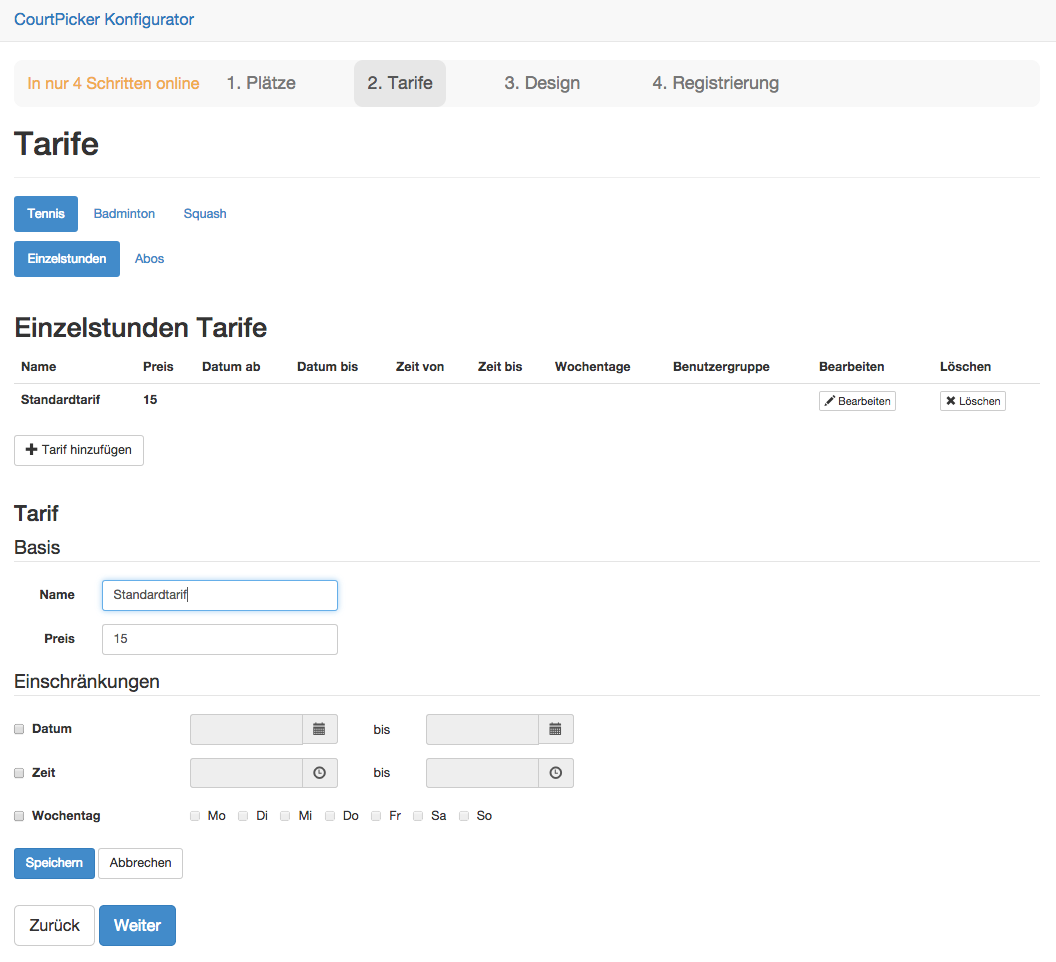 CourtPicker Konfigurator
In nur 4 Schritten online 1. Plätze 2. Tarife 3. Design 4. Registrierung
Tarife
Tennis Badminton Squash
Einzelstunden Abos
Einzelstunden Tarife
Name Preis Datum ab Datum bis Zeit von Zeit bis Wochentage Benutzergruppe Bearbeiten Löschen
Standardtarif 15 Bearbeiten Löschen
Tarif hinzufügen
Tarif
Basis
Name Standardtarif
Preis 15
Einschränkungen
Datum bis
Zeit bis
Wochentag Mo Di Mi Do Fr Sa So
Speichern Abbrechen
Zurück Weiter